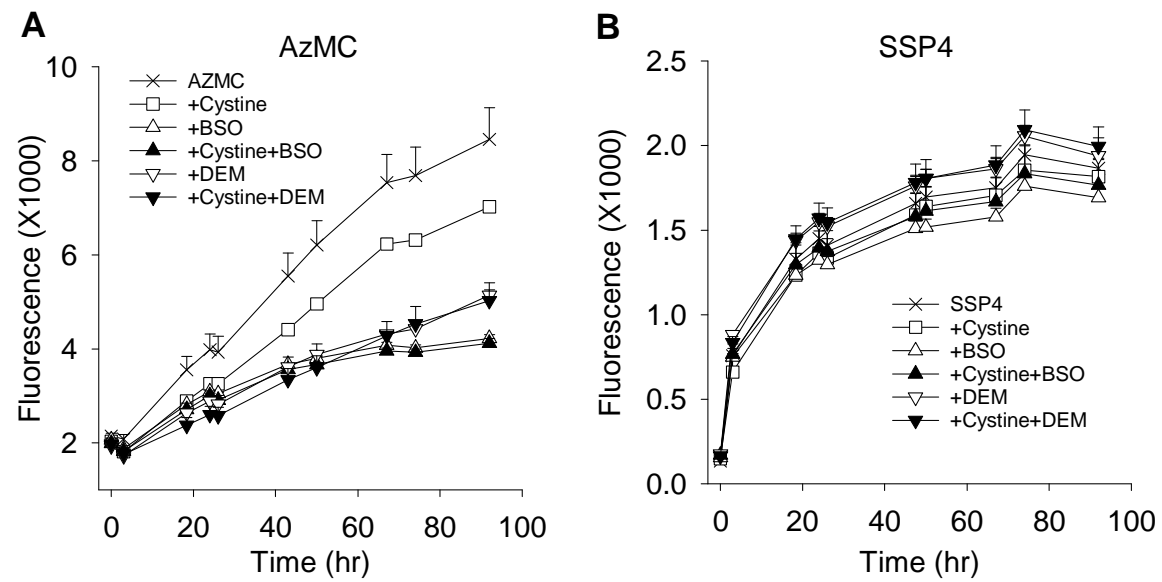 A
AzMC
Fluorescence (X1000)
10
8
6
4
2
AZMC
+Cystine
+BSO
+Cystine+BSO
+DEM
+Cystine+DEM
0 20 40 60 80 100
Time (hr)
B
SSP4
Fluorescence (X1000)
2.5
2.0
1.5
1.0
0.5
0.0
SSP4
+Cystine
+BSO
+Cystine+BSO
+DEM
+Cystine+DEM
0 20 40 60 80 100
Time (hr)